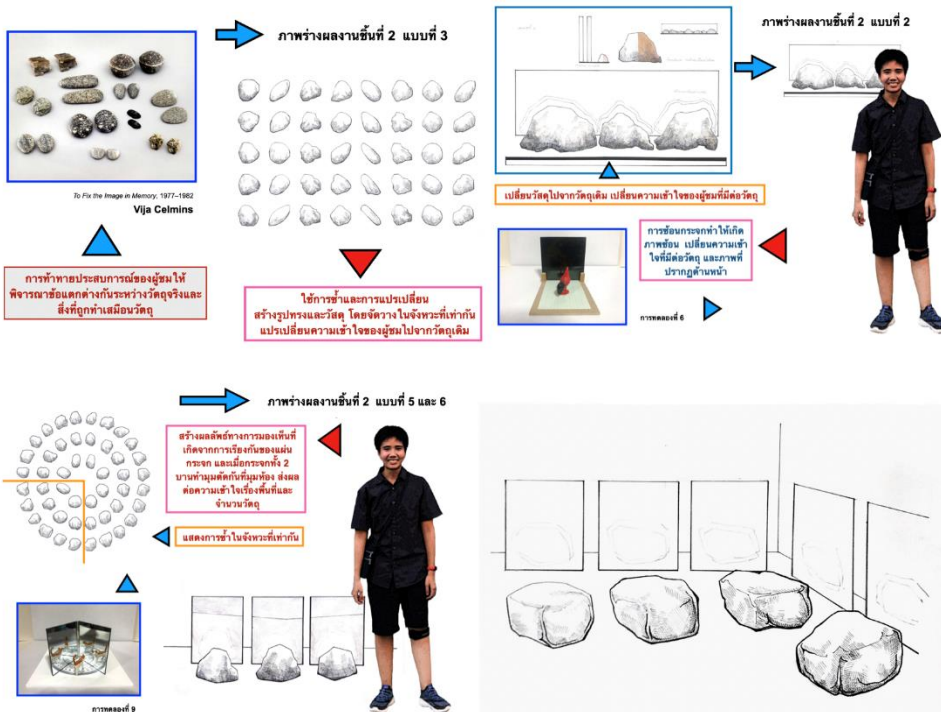 ภาพร่างผลงานชิ้นที่ 2 แบบที่ 3
To Fix the Image in Memory, 1977–1982
Vija Celmins
การท้าทายประสบการณ์ของผู้ชมให้
พิจารณาข้อแตกต่างกันระหว่างวัตถุจริงและ
สิ่งที่ถูกทำเสมือนวัตถุ
ใช้การซ้ำและการแปรเปลี่ยน
สร้างรูปทรงและวัสดุ โดยจัดวางในจังหวะที่เท่ากัน
แปรเปลี่ยนความเข้าใจของผู้ชมไปจากวัตถุเดิม
ภาพร่างผลงานชิ้นที่ 2 แบบที่ 2
เปลี่ยนวัสดุไปจากวัตถุเดิม เปลี่ยนความเข้าใจของผู้ชมที่มีต่อวัตถุ
การซ้อนกระจกทำให้เกิด
ภาพซ้อน เปลี่ยนความเข้า
ใจที่มีต่อวัตถุ และภาพที่
ปรากฏด้านหน้า
การทดลองที่ 6
ภาพร่างผลงานชิ้นที่ 2 แบบที่ 5 และ 6
สร้างผลลัพธ์ทางการมองเห็นที่
เกิดจากการเรียงกันของแผ่น
กระจก และเมื่อกระจกทั้ง 2
บานทำมุมตัดกันที่มุมห้อง ส่งผล
ต่อความเข้าใจเรื่องพื้นที่และ
จำนวนวัตถุ
แสดงการซ้ำในจังหวะที่เท่ากัน
การทดลองที่ 9